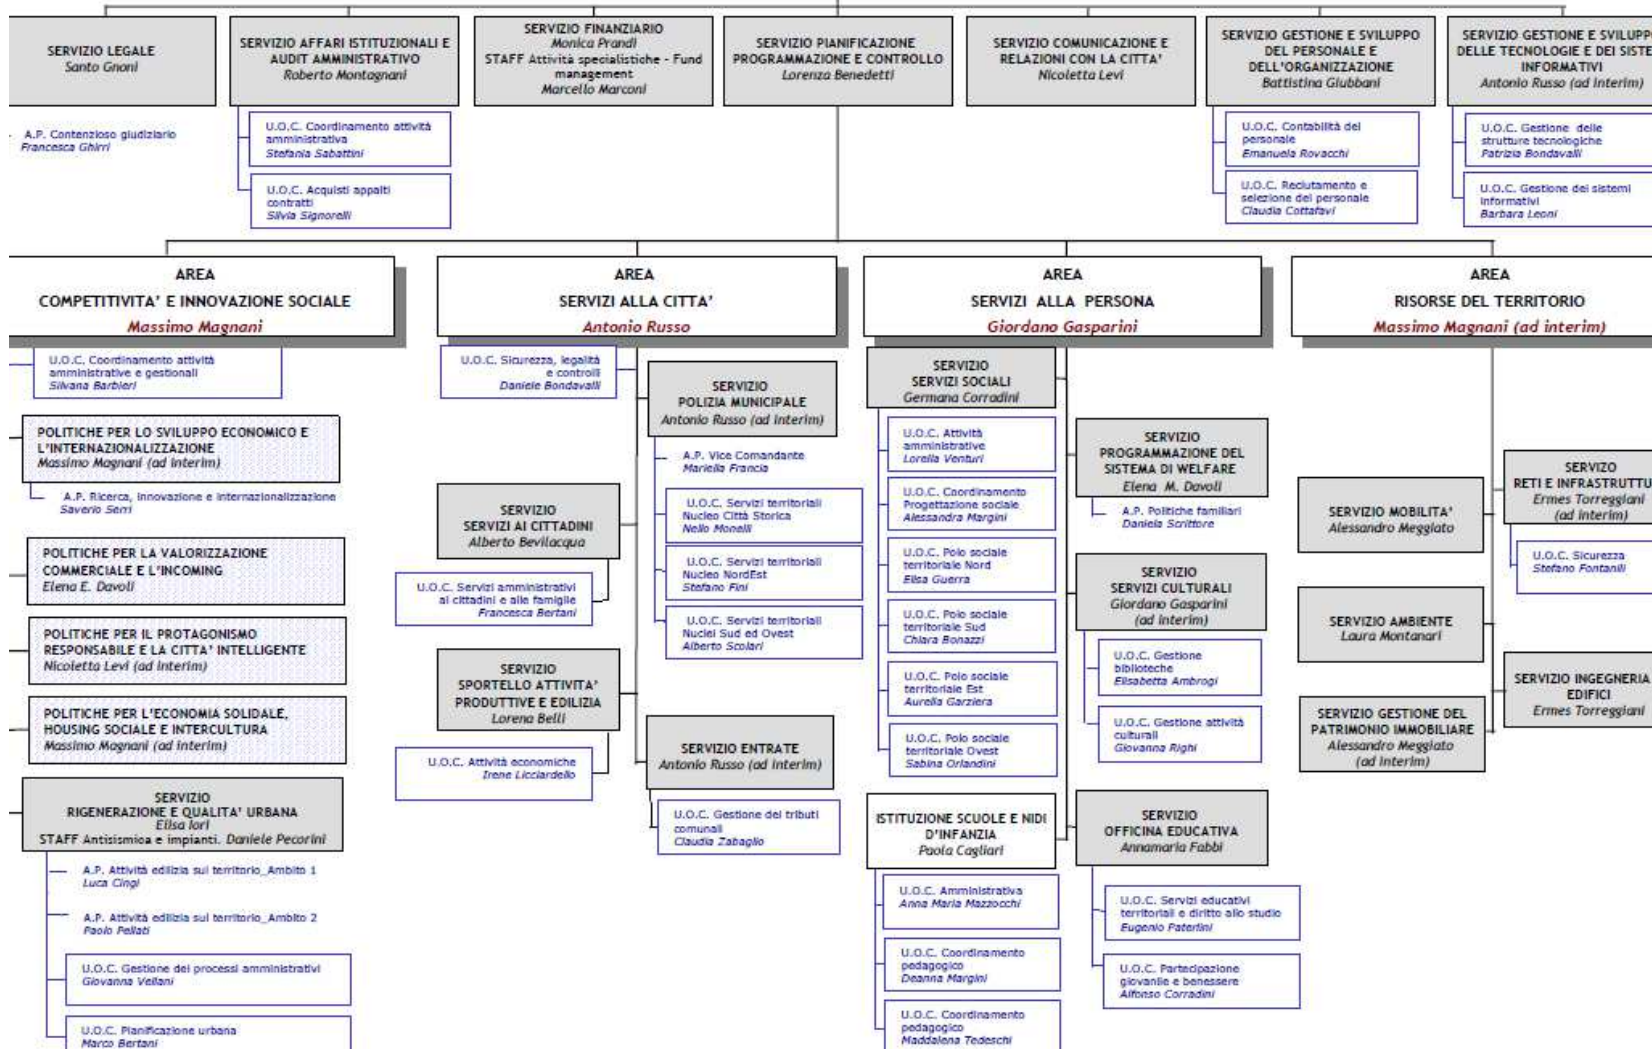 SERVIZIO LEGALE
Santo Gnoni
SERVIZIO AFFARI ISTITUZIONALI E
AUDIT AMMINISTRATIVO
Roberto Montagnani
SERVIZIO FINANZIARIO
Monica Prandi
STAFF Attività specialistiche - Fund
management
Marcello Marconi
SERVIZIO PIANIFICAZIONE
PROGRAMMAZIONE E CONTROLLO
Lorenza Benedetti
SERVIZIO COMUNICAZIONE E
RELAZIONI CON LA CITTA'
Nicoletta Levi
SERVIZIO GESTIONE E SVILUPPO
DEL PERSONALE E
DELL'ORGANIZZAZIONE
Battistina Giubbani
SERVIZIO GESTIONE E SVILUPP
DELLE TECNOLOGIE E DEI SISTE
INFORMATIVI
Antonio Russo (ad interim)
A.P. Contenzioso giudiziario
Francesca Ghirri
U.O.C. Coordinamento attività
amministrativa
Stefania Sabattini
U.O.C. Acquisti appalti
contratti
Silvia Signorelli
U.O.C. Contabilità del
personale
Emanuela Rovacchi
U.O.C. Reclutamento e
selezione del personale
Claudia Cottafavi
U.O.C. Gestione delle
strutture tecnologiche
Patrizia Bondavalli
U.O.C. Gestione dei sistemi
informativi
Barbara Leoni
AREA
COMPETITIVITA' E INNOVAZIONE SOCIALE
Massimo Magnani
U.O.C. Coordinamento attività
amministrative e gestionali
Silvana Barbieri
POLITICHE PER LO SVILUPPO ECONOMICO E
L'INTERNAZIONALIZZAZIONE
Massimo Magnani (ad interim)
A.P. Ricerca, innovazione e internazionalizzazione
Saverio Serri
POLITICHE PER LA VALORIZZAZIONE
COMMERCIALE E L'INCOMING
Elena E. Davoli
POLITICHE PER IL PROTAGONISMO
RESPONSABILE E LA CITTA' INTELLIGENTE
Nicoletta Levi (ad interim)
POLITICHE PER L'ECONOMIA SOLIDALE,
HOUSING SOCIALE E INTERCULTURA
Massimo Magnani (ad interim)
SERVIZIO
RIGENERAZIONE E QUALITA' URBANA
Elisa Iori
STAFF Antisismica e impianti. Daniele Pecorini
A.P. Attività edilizia sul territorio_Ambito 1
Luca Cingi
A.P. Attività edilizia sul territorio_Ambito 2
Paolo Pellati
U.O.C. Gestione dei processi amministrativi
Giovanna Vellani
U.O.C. Pianificazione urbana
Marco Bertani
AREA
SERVIZI ALLA CITTA'
Antonio Russo
U.O.C. Sicurezza, legalità
e controlli
Daniele Bondavalli
SERVIZIO
POLIZIA MUNICIPALE
Antonio Russo (ad interim)
A.P. Vice Comandante
Mariella Francia
U.O.C. Servizi territoriali
Nucleo Città Storica
Nello Monelli
U.O.C. Servizi territoriali
Nucleo NordEst
Stefano Fini
U.O.C. Servizi territoriali
Nuclei Sud ed Ovest
Alberto Scolari
SERVIZIO
SERVIZI AI CITTADINI
Alberto Bevilacqua
U.O.C. Servizi amministrativi
ai cittadini e alle famiglie
Francesca Bertani
SERVIZIO
SPORTELLO ATTIVITA'
PRODUTTIVE E EDILIZIA
Lorena Belli
U.O.C. Attività economiche
Irene Licciardello
SERVIZIO ENTRATE
Antonio Russo (ad interim)
U.O.C. Gestione dei tributi
comunali
Claudia Zabaglio
AREA
SERVIZI ALLA PERSONA
Giordano Gasparini
SERVIZIO
SERVIZI SOCIALI
Germana Corradini
U.O.C. Attività
amministrative
Lorella Venturi
U.O.C. Coordinamento
Progettazione sociale
Alessandra Margini
U.O.C. Polo sociale
territoriale Nord
Elisa Guerra
U.O.C. Polo sociale
territoriale Sud
Chiara Bonazzi
U.O.C. Polo sociale
territoriale Est
Aurelia Garziera
U.O.C. Polo sociale
territoriale Ovest
Sabina Orlandini
SERVIZIO
PROGRAMMAZIONE DEL
SISTEMA DI WELFARE
Elena M. Davoli
A.P. Politiche familiari
Daniela Scrittore
SERVIZIO
SERVIZI CULTURALI
Giordano Gasparini
(ad interim)
U.O.C. Gestione
biblioteche
Elisabetta Ambrogi
U.O.C. Gestione attività
culturali
Giovanna Righi
ISTITUZIONE SCUOLE E NIDI
D'INFANZIA
Paola Cagliari
U.O.C. Amministrativa
Anna Maria Mazzocchi
U.O.C. Coordinamento
pedagogico
Deanna Margini
U.O.C. Coordinamento
pedagogico
Maddalena Tedeschi
SERVIZIO
OFFICINA EDUCATIVA
Annamaria Fabbi
U.O.C. Servizi educativi
territoriali e diritto allo studio
Eugenio Paterlini
U.O.C. Partecipazione
giovanile e benessere
Alfonso Corradini
AREA
RISORSE DEL TERRITORIO
Massimo Magnani (ad interim)
SERVIZIO MOBILITA'
Alessandro Meggiato
SERVIZO
RETI E INFRASTRUTTU
Ermes Torreggiani
(ad interim)
U.O.C. Sicurezza
Stefano Fontanili
SERVIZIO AMBIENTE
Laura Montanari
SERVIZIO INGEGNERIA
EDIFICI
Ermes Torreggiani
SERVIZIO GESTIONE DEL
PATRIMONIO IMMOBILIARE
Alessandro Meggiato
(ad interim)